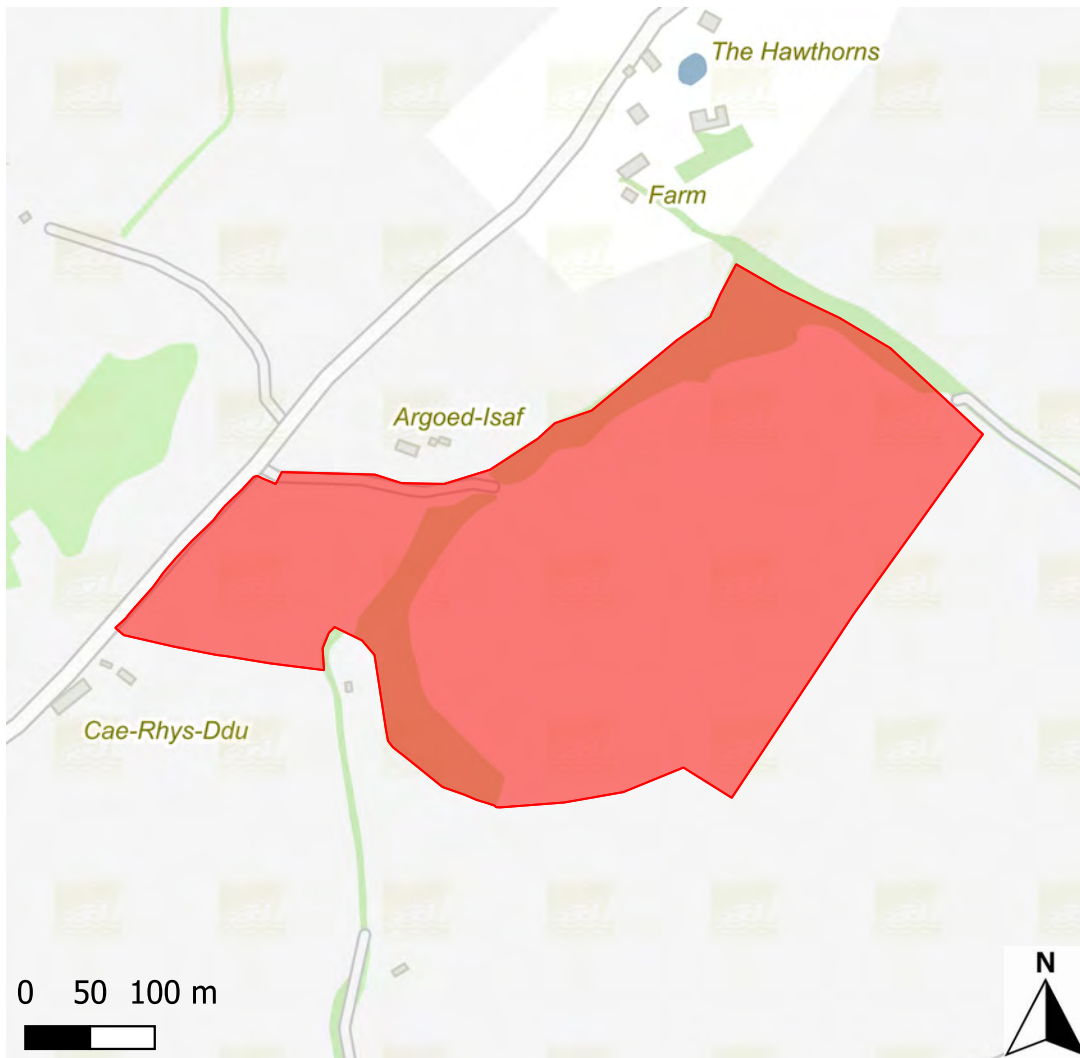 The Hawthorns
Farm
Argoed-Isaf
Cae-Rhys-Ddu
0 50 100 m
N